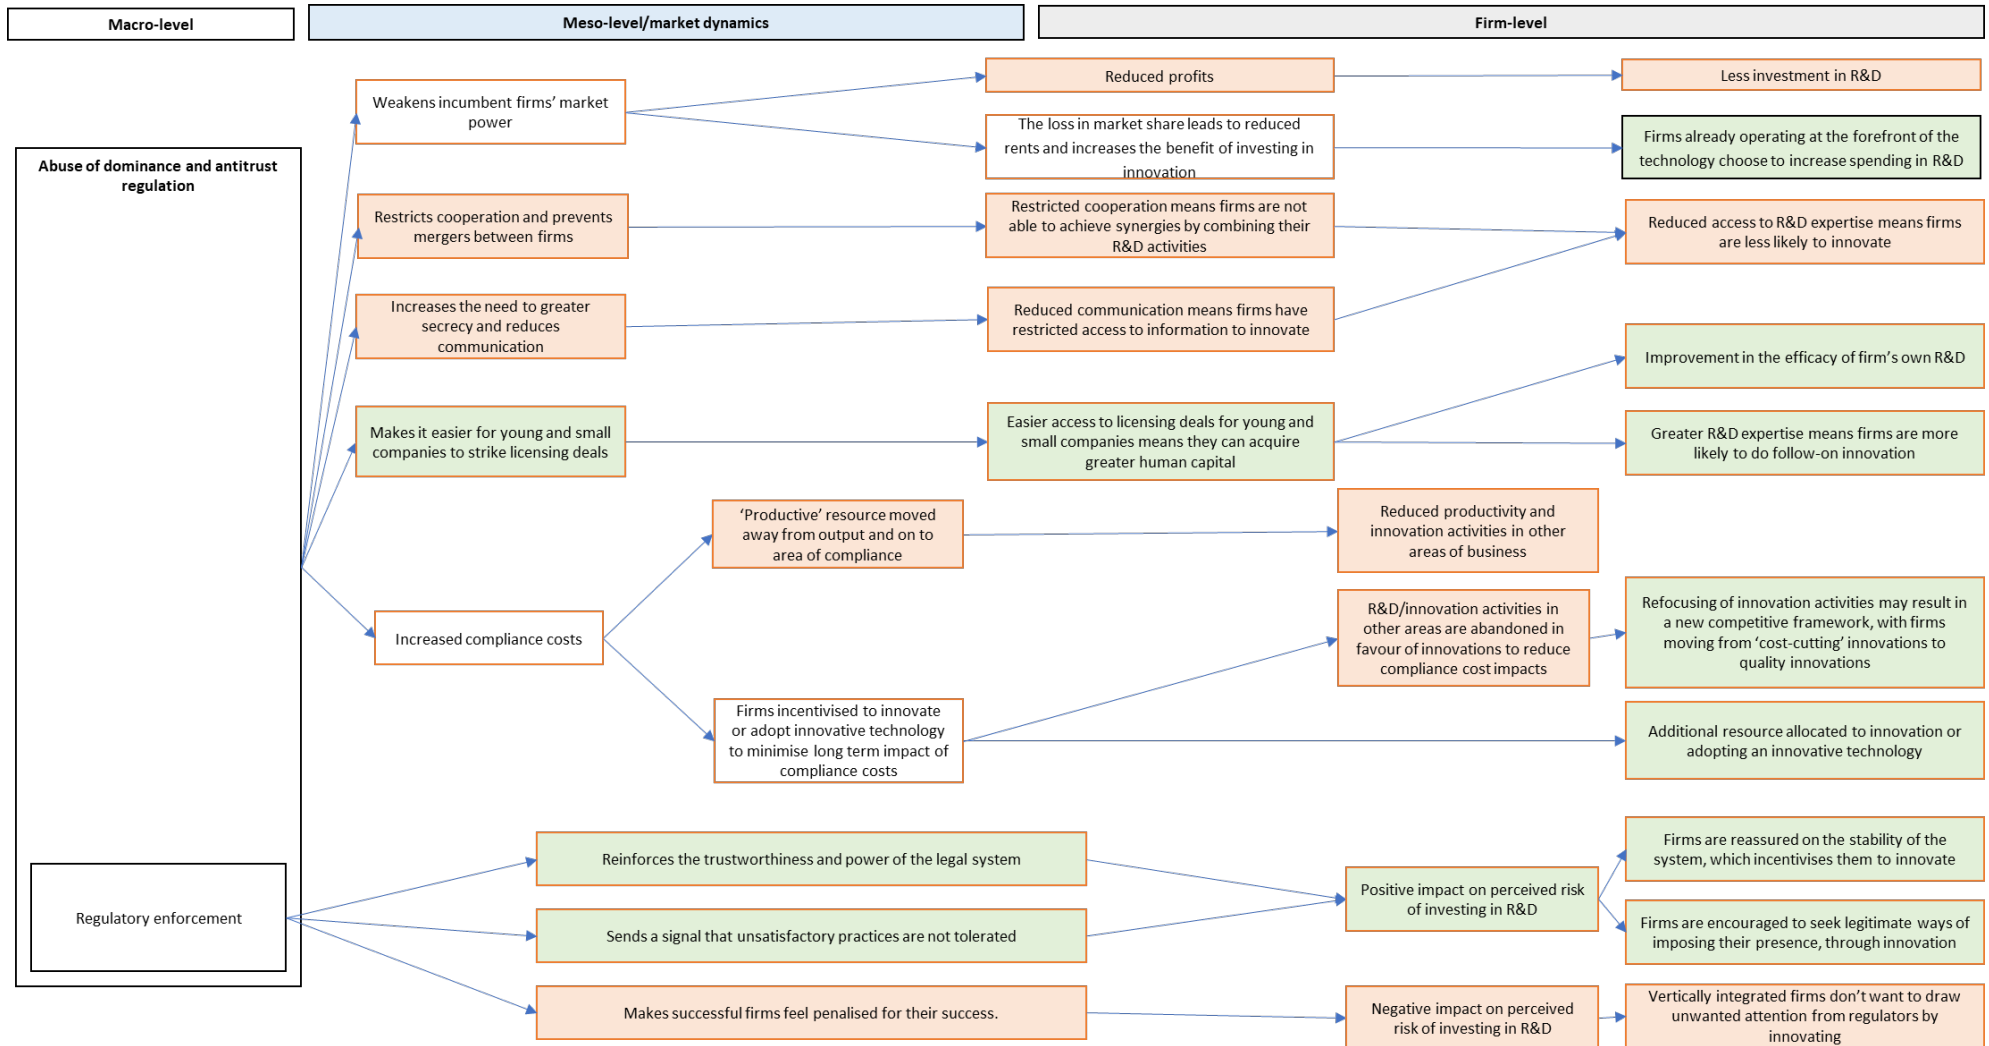 Macro-level
Meso-level/market dynamics
Firm-level
Abuse of dominance and antitrust
regulation
Regulatory enforcement
Weakens incumbent firms’ market
power
Reduced profits
Less investment in R&D
The loss in market share leads to reduced
rents and increases the benefit of investing in
innovation
Firms already operating at the forefront of the
technology choose to increase spending in R&D
Restricts cooperation and prevents
mergers between firms
Restricted cooperation means firms are not
able to achieve synergies by combining their
R&D activities
Reduced access to R&D expertise means firms
are less likely to innovate
Increases the need to greater
secrecy and reduces
communication
Reduced communication means firms have
restricted access to information to innovate
Improvement in the efficacy of firm’s own R&D
Makes it easier for young and small
companies to strike licensing deals
Easier access to licensing deals for young and
small companies means they can acquire
greater human capital
Greater R&D expertise means firms are more
likely to do follow-on innovation
Increased compliance costs
‘Productive’ resource moved
away from output and on to
area of compliance
Reduced productivity and
innovation activities in other
areas of business
Firms incentivised to innovate
or adopt innovative technology
to minimise long term impact of
compliance costs
R&D/innovation activities in
other areas are abandoned in
favour of innovations to reduce
compliance cost impacts
Refocusing of innovation activities may result in
a new competitive framework, with firms
moving from ‘cost-cutting’ innovations to
quality innovations
Additional resource allocated to innovation or
adopting an innovative technology
Reinforces the trustworthiness and power of the legal system
Sends a signal that unsatisfactory practices are not tolerated
Positive impact on perceived risk
of investing in R&D
Firms are reassured on the stability of the
system, which incentivises them to innovate
Firms are encouraged to seek legitimate ways of
imposing their presence, through innovation
Makes successful firms feel penalised for their success.
Negative impact on perceived
risk of investing in R&D
Vertically integrated firms don’t want to draw
unwanted attention from regulators by
innovating